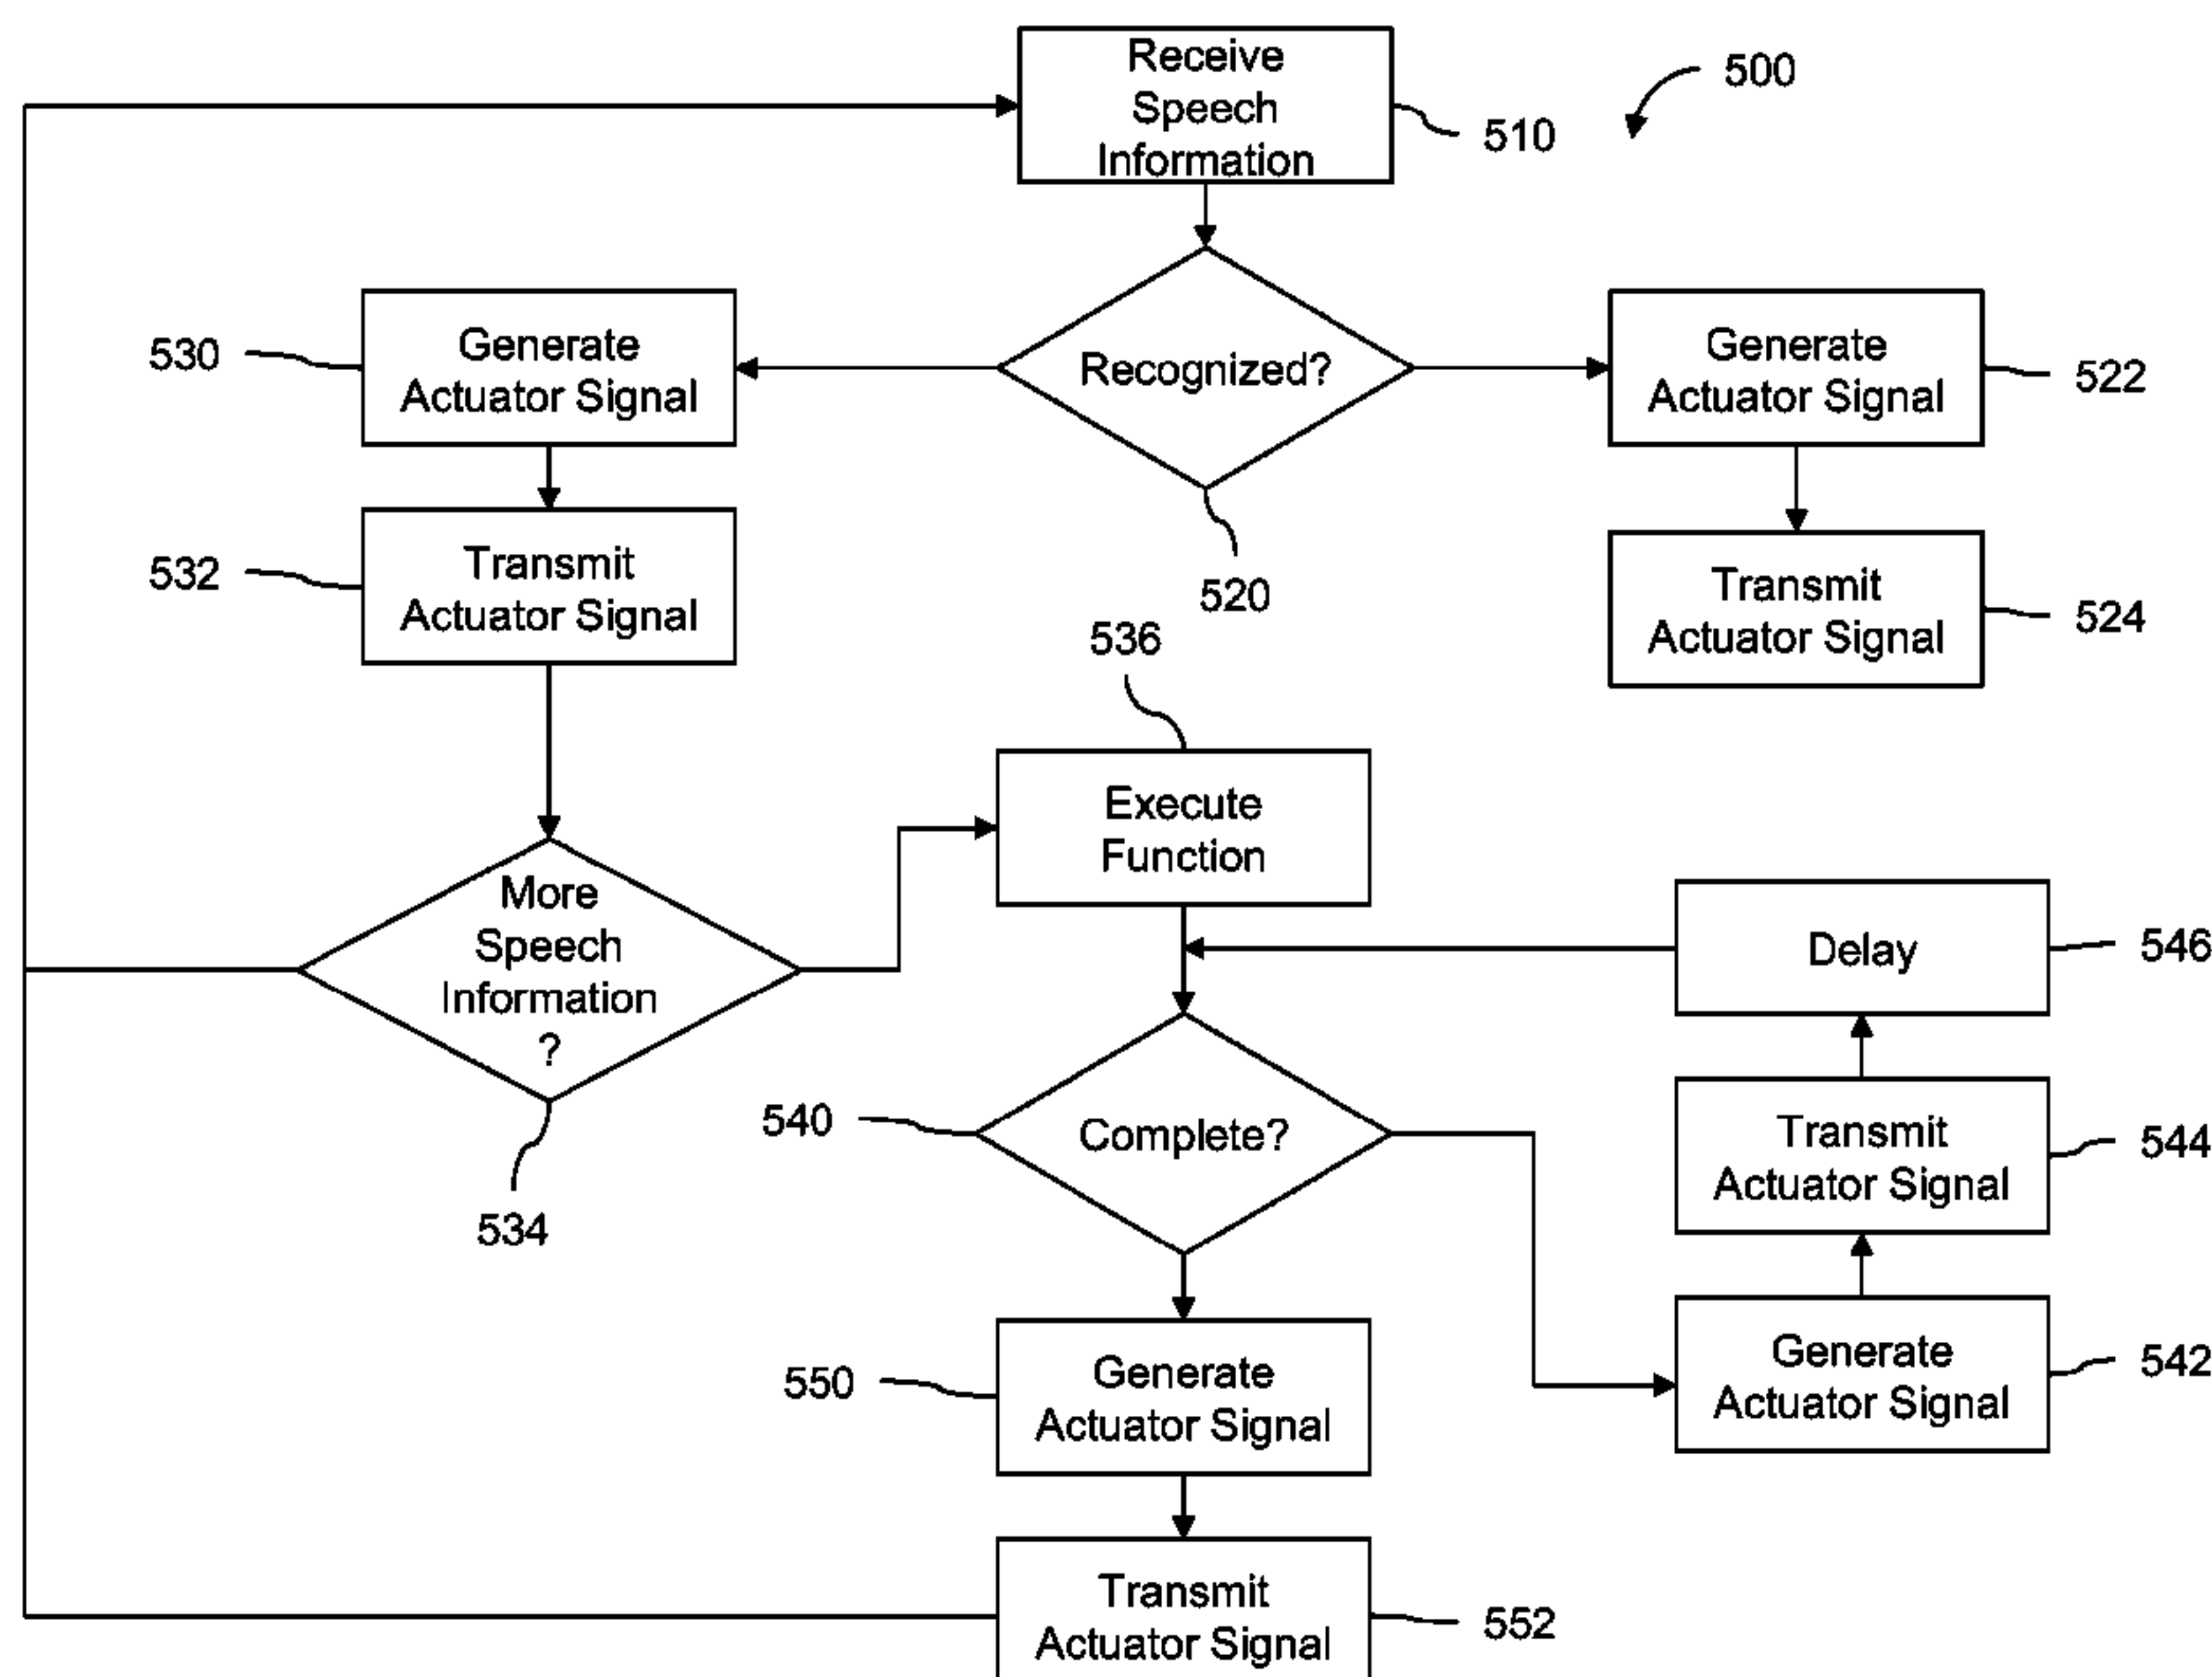 Receive
Speech
Information
500
510
Recognized?
520
Generate
Actuator Signal
530
Generate
Actuator Signal
522
Transmit
Actuator Signal
532
Transmit
Actuator Signal
524
536
Execute
Function
More
Speech
Information
?
534
Delay
546
Complete?
540
Transmit
Actuator Signal
544
Generate
Actuator Signal
542
Generate
Actuator Signal
550
Transmit
Actuator Signal
552